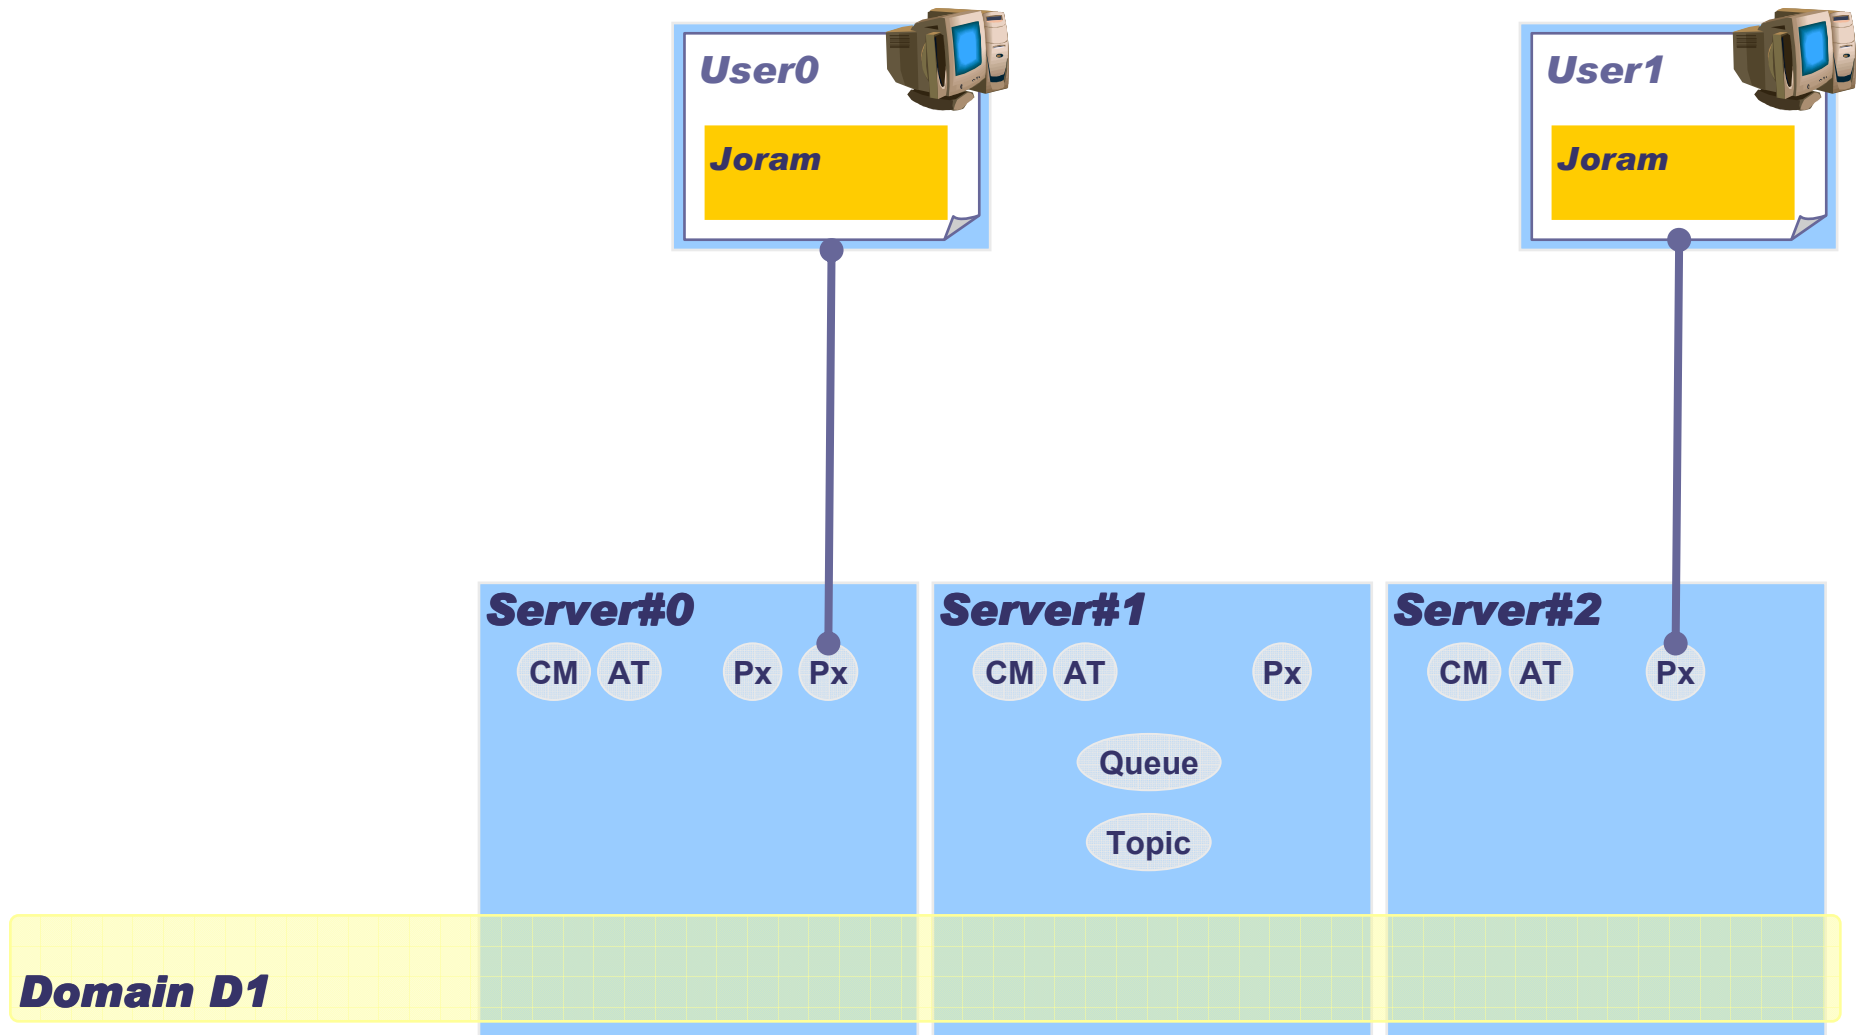 User0
Joram
User1
Joram
Server#0
CM AT Px Px
Server#1
CM AT Px
Queue
Topic
Server#2
CM AT Px
Domain D1